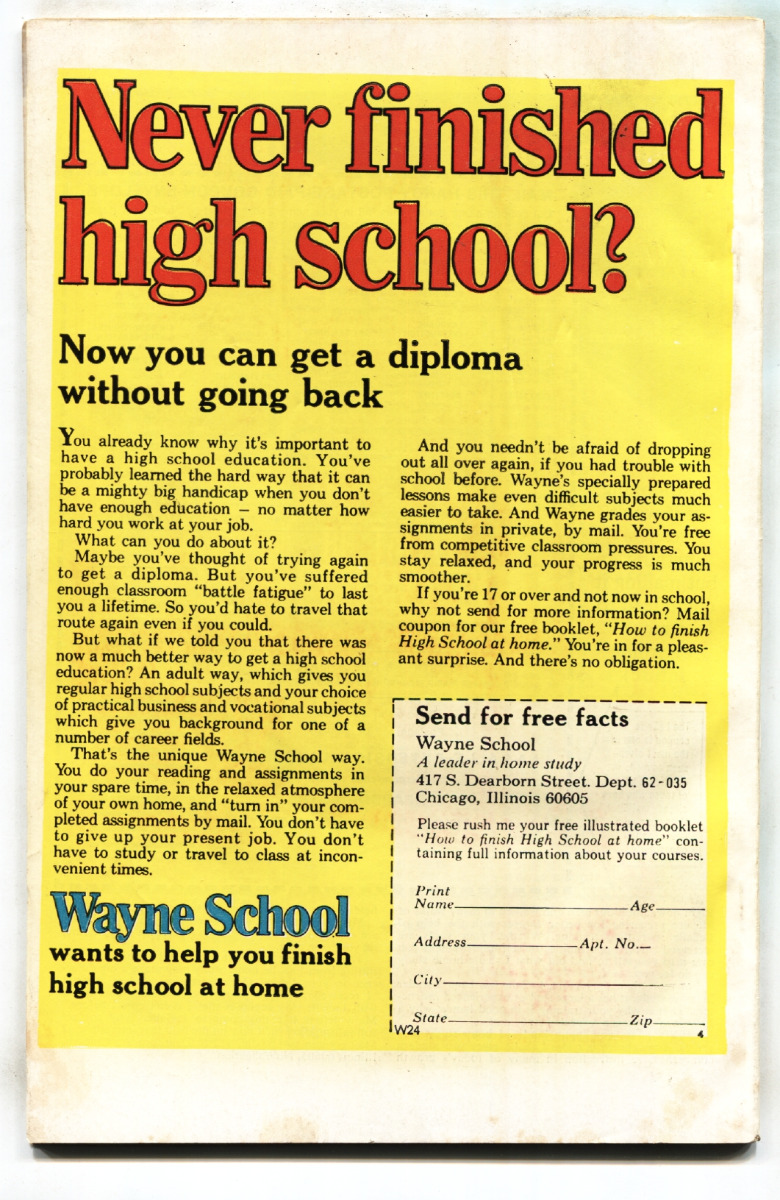 Never finished
high school?
Now you can get a diploma
without going back
You already know why it's important to
have a high school education. You've
probably learned the hard way that it can
be a mighty big handicap when you don't
have enough education – no matter how
hard you work at your job.
What can you do about it?
Maybe you've thought of trying again
to get a diploma. But you've suffered
enough classroom "battle fatigue" to last
you a lifetime. So you'd hate to travel that
route again even if you could.
But what if we told you that there was
now a much better way to get a high school
education? An adult way, which gives you
regular high school subjects and your choice
of practical business and vocational subjects
which give you background for one of a
number of career fields.
That's the unique Wayne School way.
You do your reading and assignments in
your spare time, in the relaxed atmosphere
of your own home, and "turn in" your com-
pleted assignments by mail. You don't have
to give up your present job. You don't
have to study or travel to class at incon-
venient times.
Wayne School
wants to help you finish
high school at home
And you needn't be afraid of dropping
out all over again, if you had trouble with
school before. Wayne's specially prepared
lessons make even difficult subjects much
easier to take. And Wayne grades your as-
signments in private, by mail. You're free
from competitive classroom pressures. You
stay relaxed, and your progress is much
smoother.
If you're 17 or over and not now in school,
why not send for more information? Mail
coupon for our free booklet, "How to finish
High School at home." You're in for a pleas-
ant surprise. And there's no obligation.
Send for free facts
Wayne School
A leader in home study
417 S. Dearborn Street. Dept. 62-035
Chicago, Illinois 60605
Please rush me your free illustrated booklet
"How to finish High School at home" con-
taining full information about your courses.
Print
Name Age
Address Apt. No.
City
State Zip
W24 4